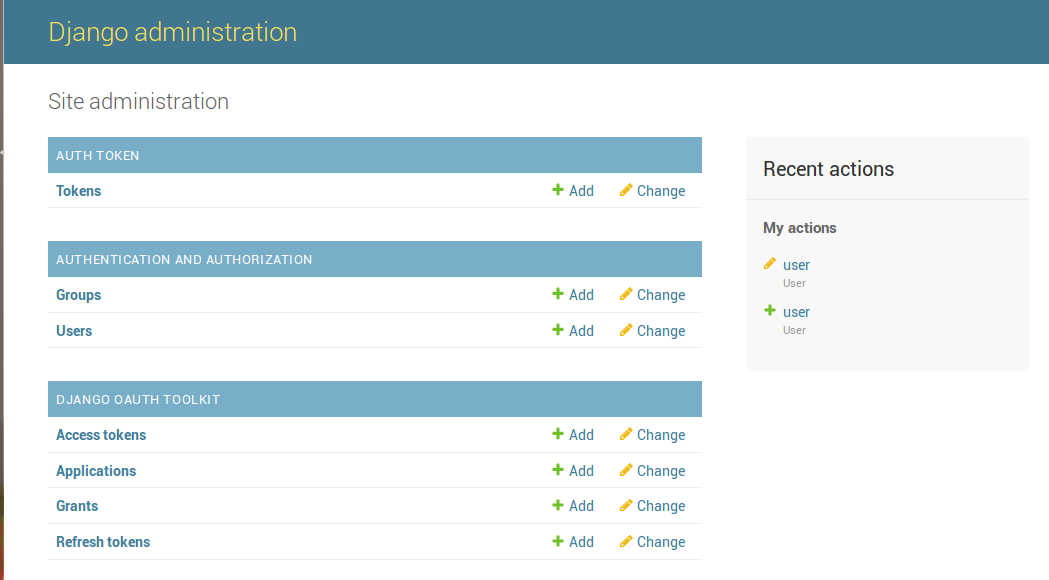 Django administration
Site administration
AUTH TOKEN
Tokens Add Change
AUTHENTICATION AND AUTHORIZATION
Groups Add Change
Users Add Change
DJANGO OAUTH TOOLKIT
Access tokens Add Change
Applications Add Change
Grants Add Change
Refresh tokens Add Change
Recent actions
My actions
user
User
user
User